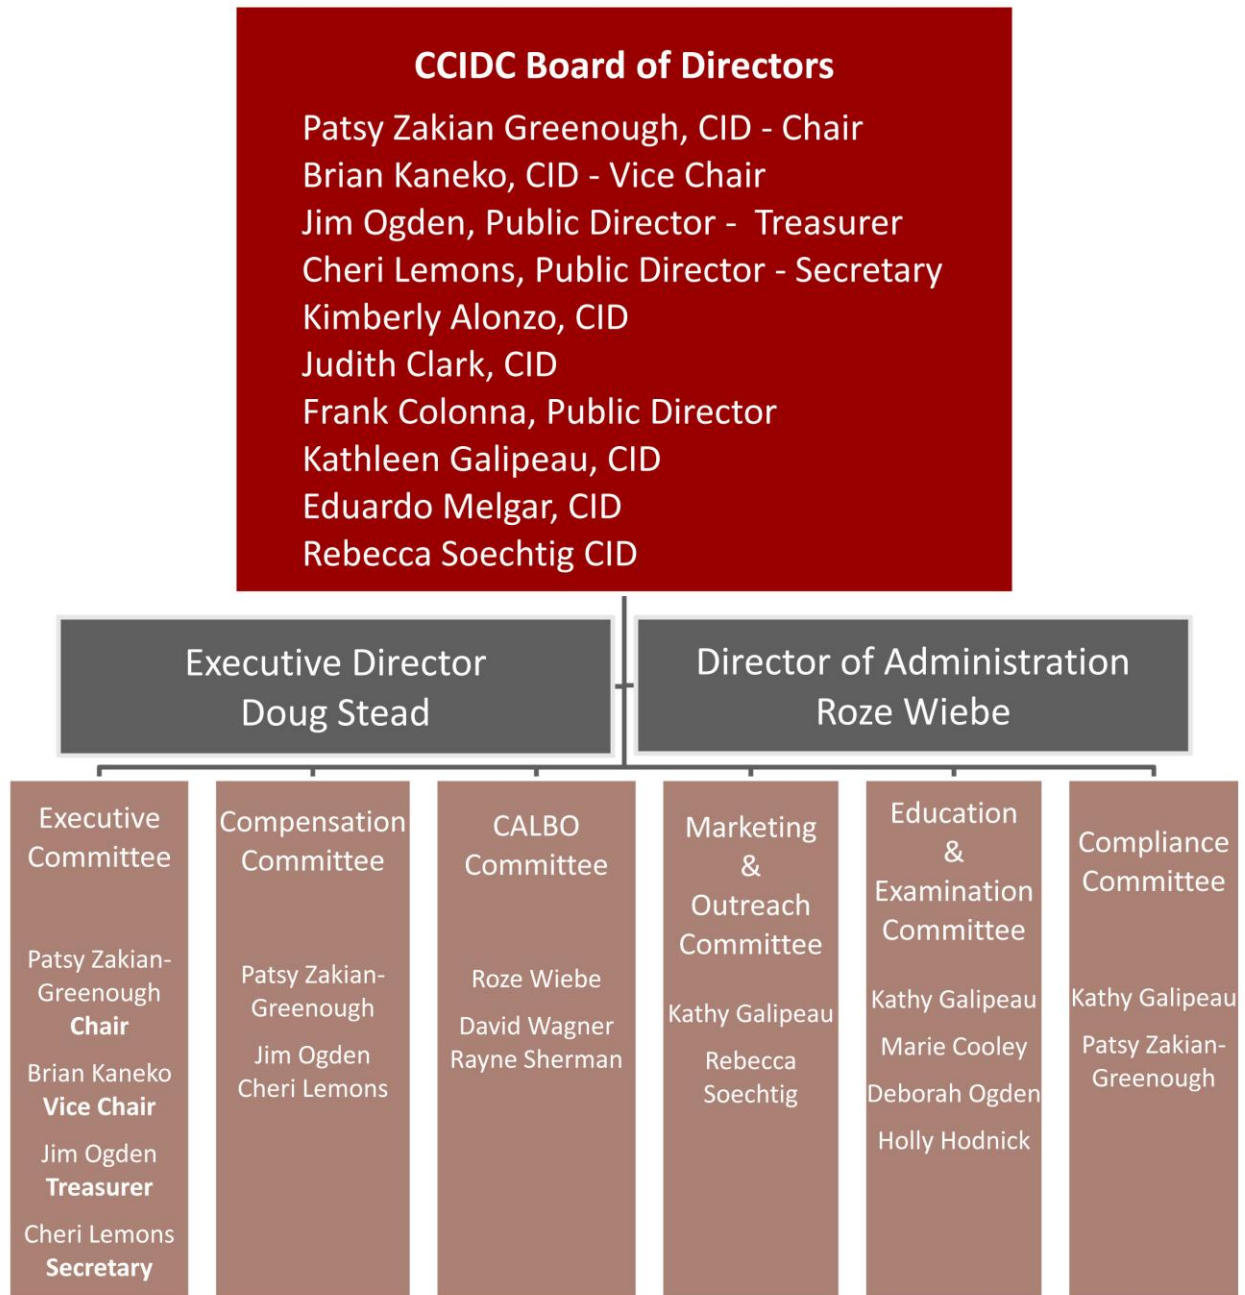 CCIDC Board of Directors
Patsy Zakian Greenough, CID - Chair
Brian Kaneko, CID - Vice Chair
Jim Ogden, Public Director -  Treasurer
Cheri Lemons, Public Director - Secretary
Kimberly Alonzo, CID
Judith Clark, CID
Frank Colonna, Public Director
Kathleen Galipeau, CID
Eduardo Melgar, CID
Rebecca Soechtig CID
Executive Director
Doug Stead
Director of Administration
Roze Wiebe
Executive
Committee
Patsy Zakian-
Greenough
Chair
Brian Kaneko
Vice Chair
Jim Ogden
Treasurer
Cheri Lemons
Secretary
Compensation
Committee
Patsy Zakian-
Greenough
Jim Ogden
Cheri Lemons
CALBO
Committee
Roze Wiebe
David Wagner
Rayne Sherman
Marketing
&
Outreach
Committee
Kathy Galipeau
Rebecca
Soechtig
Education
&
Examination
Committee
Kathy Galipeau
Marie Cooley
Deborah Ogden
Holly Hodnick
Compliance
Committee
Kathy Galipeau
Patsy Zakian-
Greenough